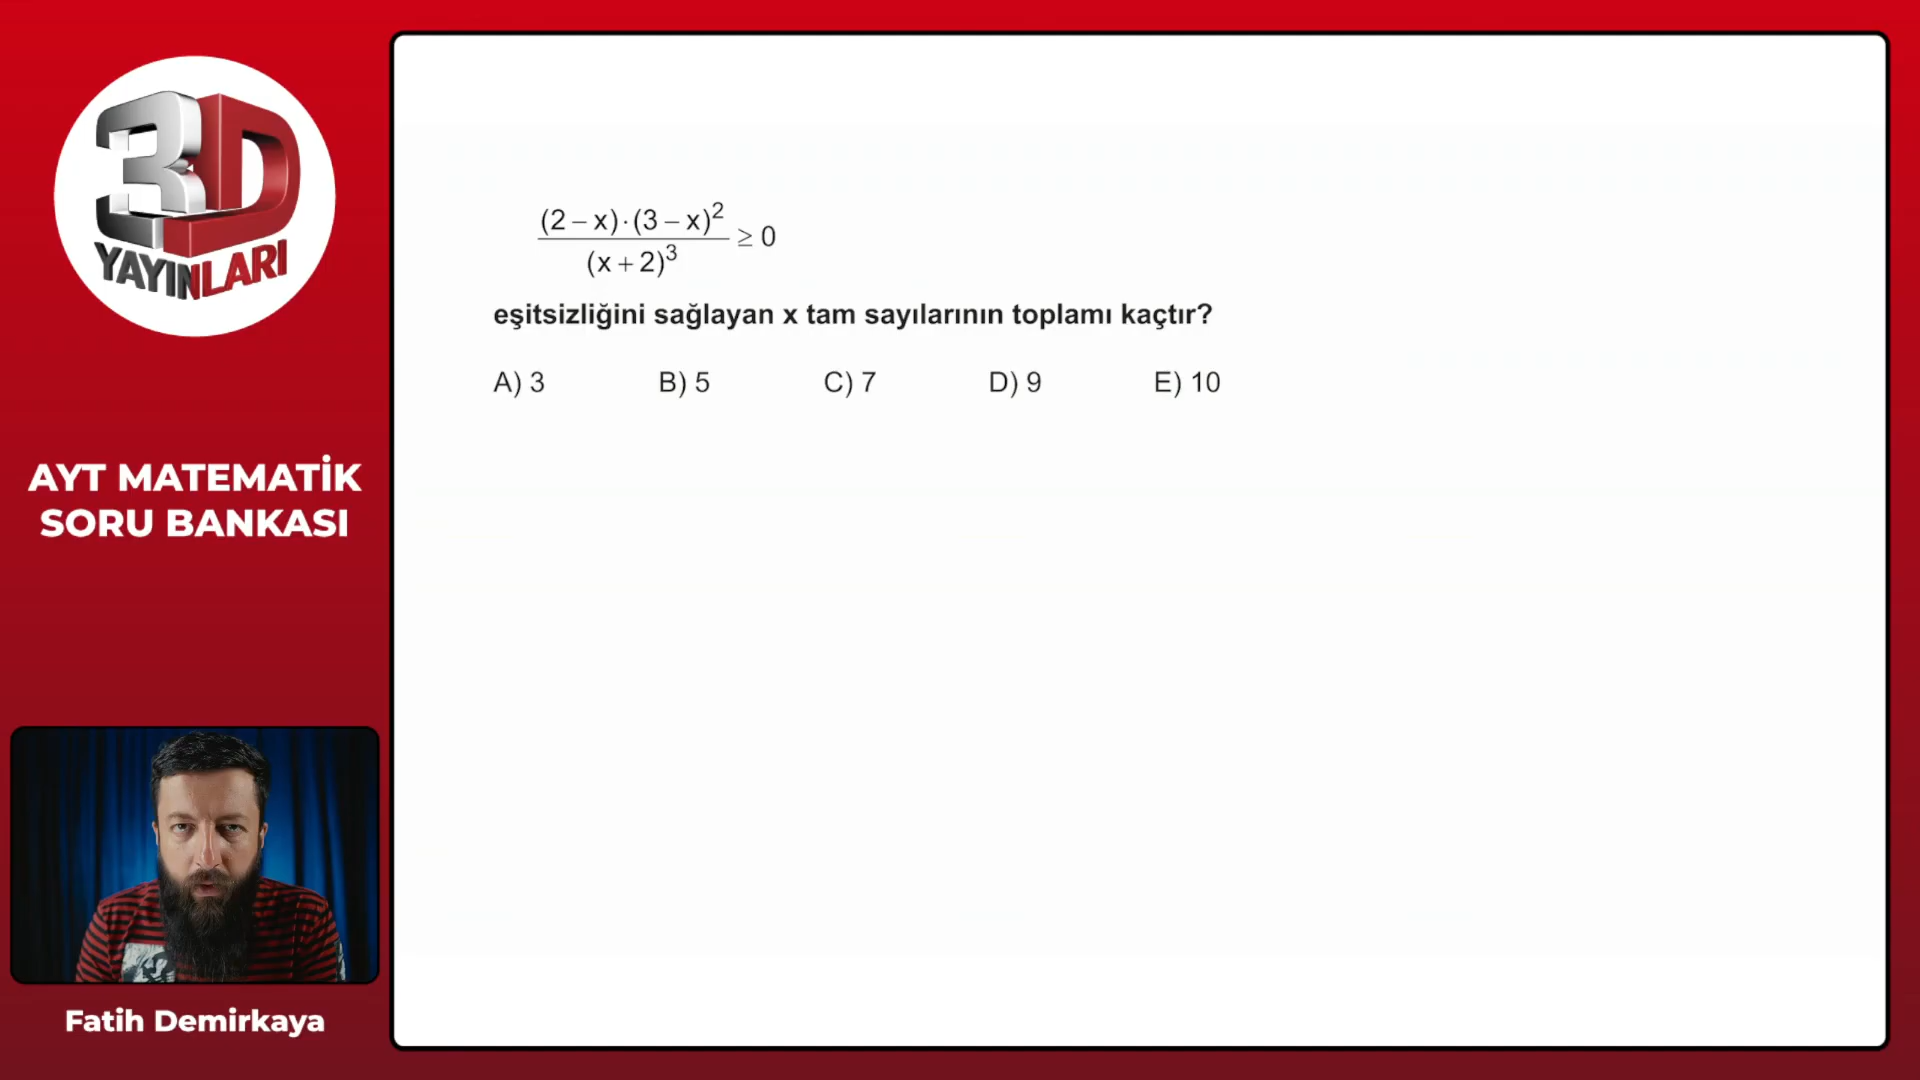 3D
YAYINLARI
AYT MATEMATİK
SORU BANKASI
Fatih Demirkaya
(2 – x) · (3 – x)²
(x + 2)³
≥ 0
eşitsizliğini sağlayan x tam sayılarının toplamı kaçtır?
A) 3 B) 5 C) 7 D) 9 E) 10